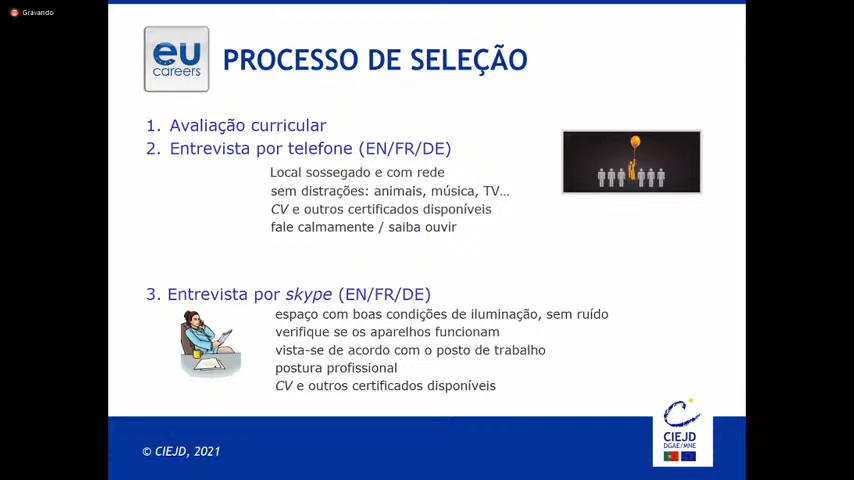 Gravando
eu
careers
PROCESSO DE SELEÇÃO
1. Avaliação curricular
2. Entrevista por telefone (EN/FR/DE)
Local sossegado e com rede
sem distrações: animais, música, TV…
CV e outros certificados disponíveis
fale calmamente / saiba ouvir
3. Entrevista por skype (EN/FR/DE)
espaço com boas condições de iluminação, sem ruído
verifique se os aparelhos funcionam
vista-se de acordo com o posto de trabalho
postura profissional
CV e outros certificados disponíveis
© CIEJD, 2021
CIEJD
DGAE/MNE